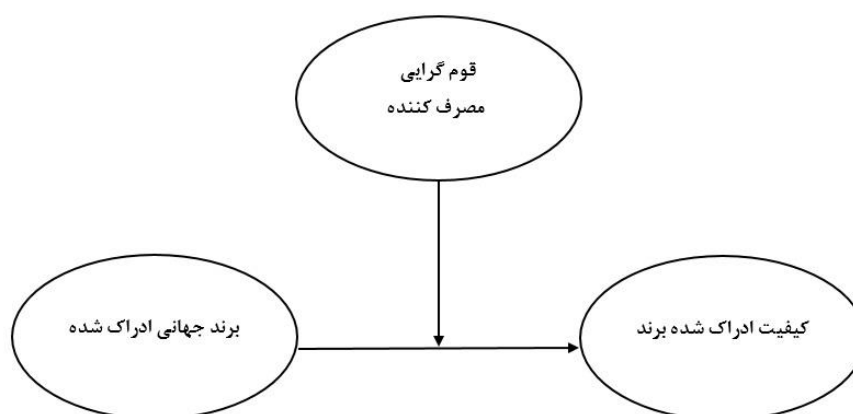 قوم گرایی
مصرف کننده
برند جهانی ادراک شده
کیفیت ادراک شده برند